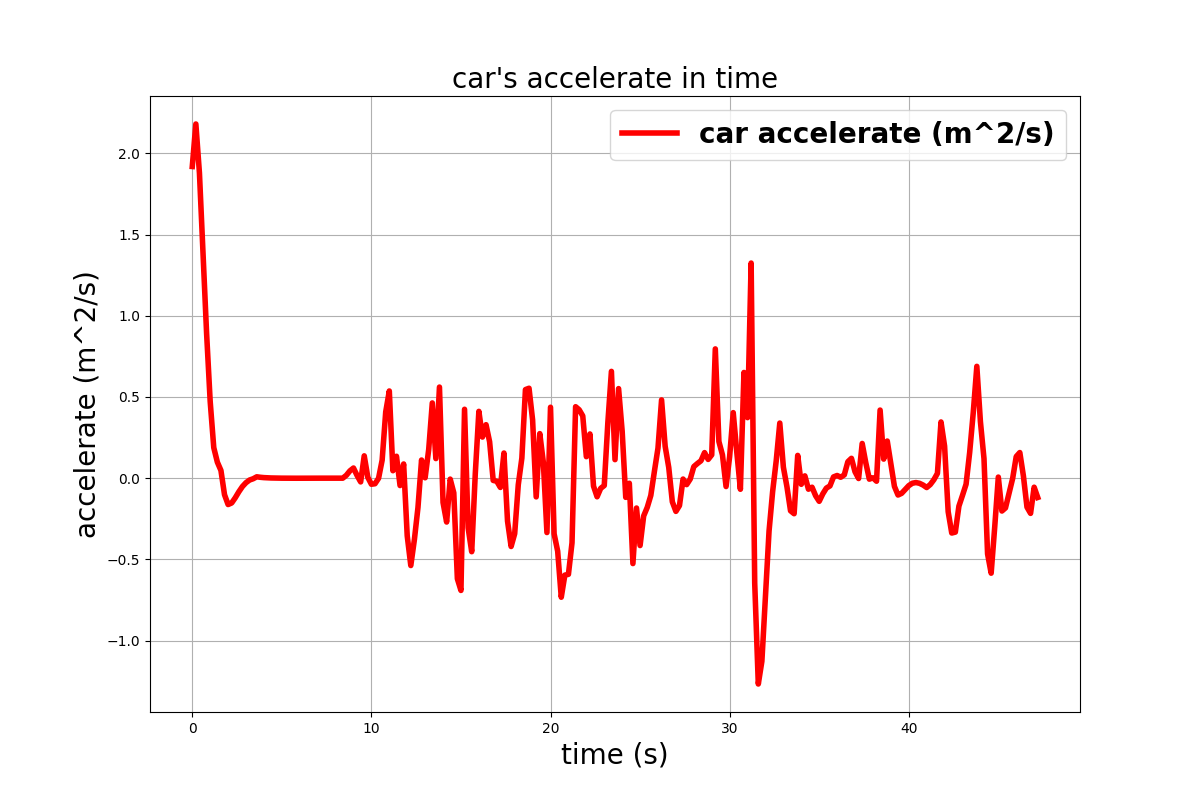 car's accelerate in time
car accelerate (m^2/s)
accelerate (m^2/s)
2.0
1.5
1.0
0.5
0.0
−0.5
−1.0
0 10 20 30 40
time (s)